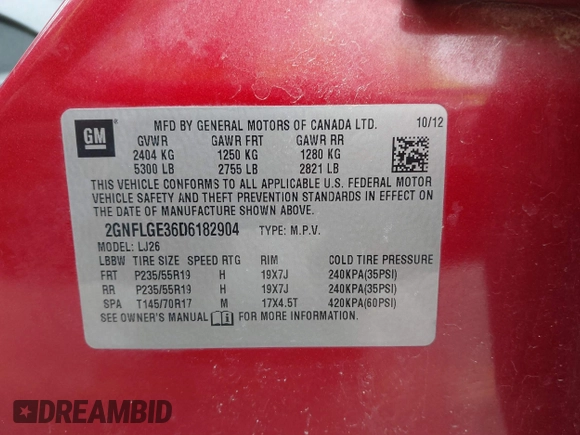 GM
MFD BY GENERAL MOTORS OF CANADA LTD. 10/12
GVWR GAWR FRT GAWR RR
2404 KG 1250 KG 1280 KG
5300 LB 2755 LB 2821 LB
THIS VEHICLE CONFORMS TO ALL APPLICABLE U.S. FEDERAL MOTOR
VEHICLE SAFETY AND THEFT PREVENTION STANDARDS IN EFFECT ON
THE DATE OF MANUFACTURE SHOWN ABOVE.
2GNFLGE36D6182904 TYPE: M.P.V.
MODEL: LJ26
LBBW TIRE SIZE SPEED RTG RIM COLD TIRE PRESSURE
FRT P235/55R19 H 19X7J 240KPA(35PSI)
RR P235/55R19 H 19X7J 240KPA(35PSI)
SPA T145/70R17 M 17X4.5T 420KPA(60PSI)
SEE OWNER'S MANUAL FOR MORE INFORMATION.
DREAMBID